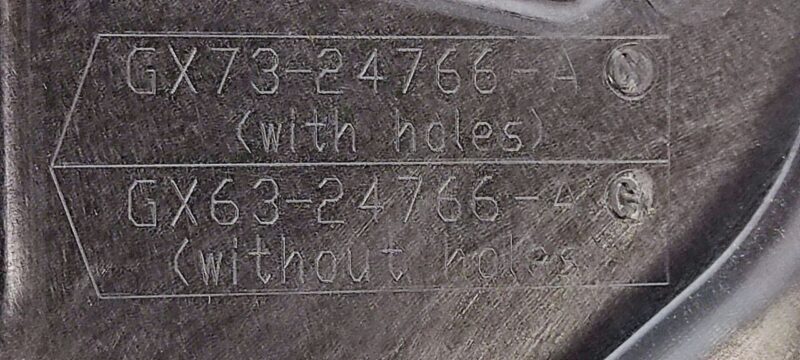 GX73-24766-A
(with holes)
GX63-24766-A
(without holes